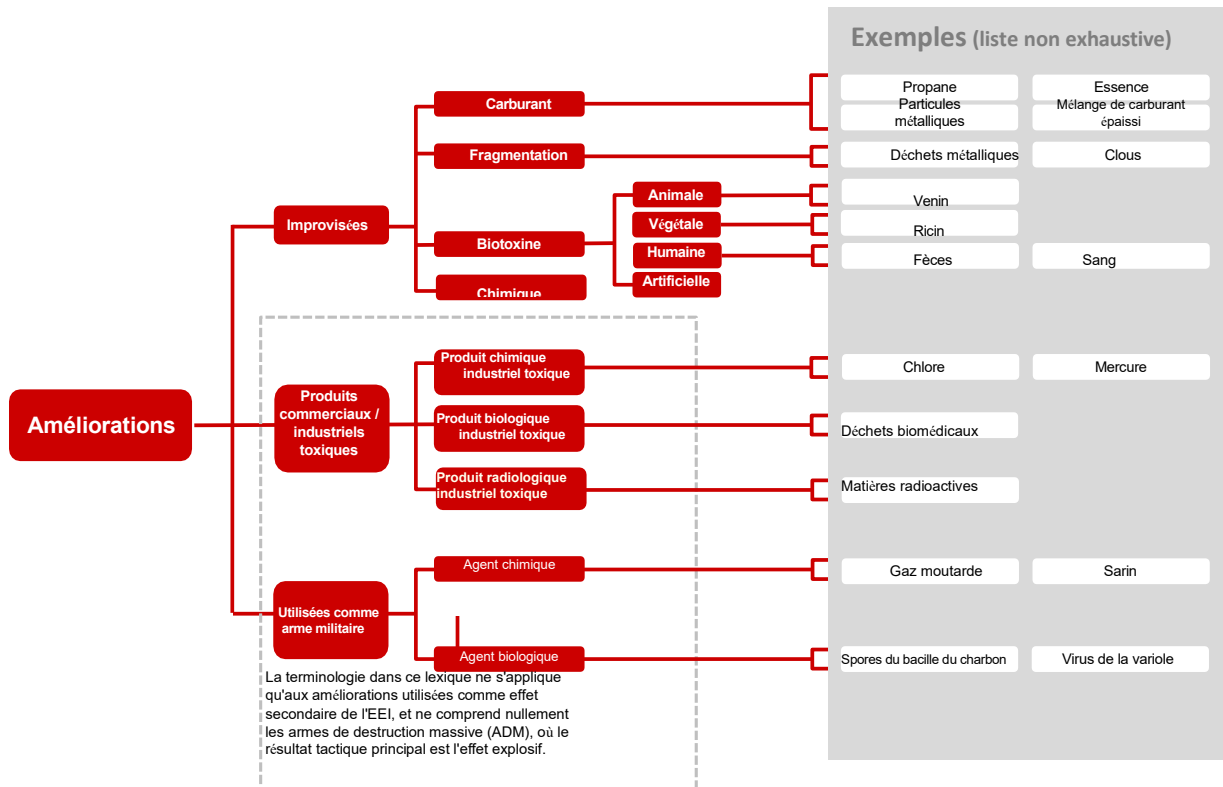 Exemples (liste non exhaustive)
Carburant
Propane
Essence
Particules
métalliques
Mélange de carburant
épaissi
Fragmentation
Déchets métalliques
Clous
Improvisées
Biotoxine
Animale
Venin
Végétale
Ricin
Humaine
Fèces
Sang
Artificielle
Chimique
Améliorations
Produits
commerciaux /
industriels
toxiques
Produit chimique
industriel toxique
Chlore
Mercure
Produit biologique
industriel toxique
Déchets biomédicaux
Produit radiologique
industriel toxique
Matières radioactives
Utilisées comme
arme militaire
Agent chimique
Gaz moutarde
Sarin
Agent biologique
Spores du bacille du charbon
Virus de la variole
La terminologie dans ce lexique ne s'applique
qu'aux améliorations utilisées comme effet
secondaire de l'EEI, et ne comprend nullement
les armes de destruction massive (ADM), où le
résultat tactique principal est l'effet explosif.